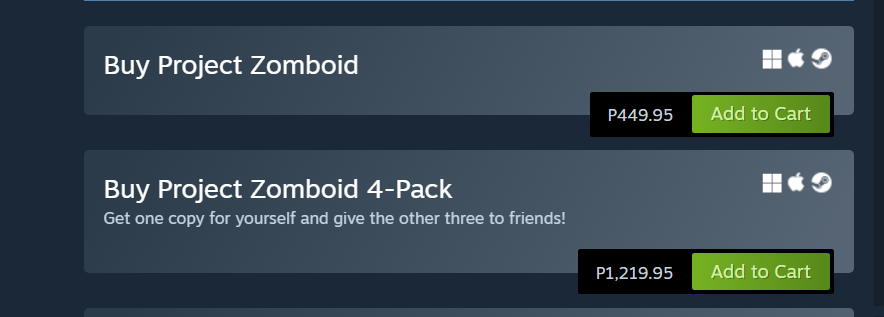 Buy Project Zomboid
P449.95
Add to Cart
Buy Project Zomboid 4-Pack
Get one copy for yourself and give the other three to friends!
P1,219.95
Add to Cart